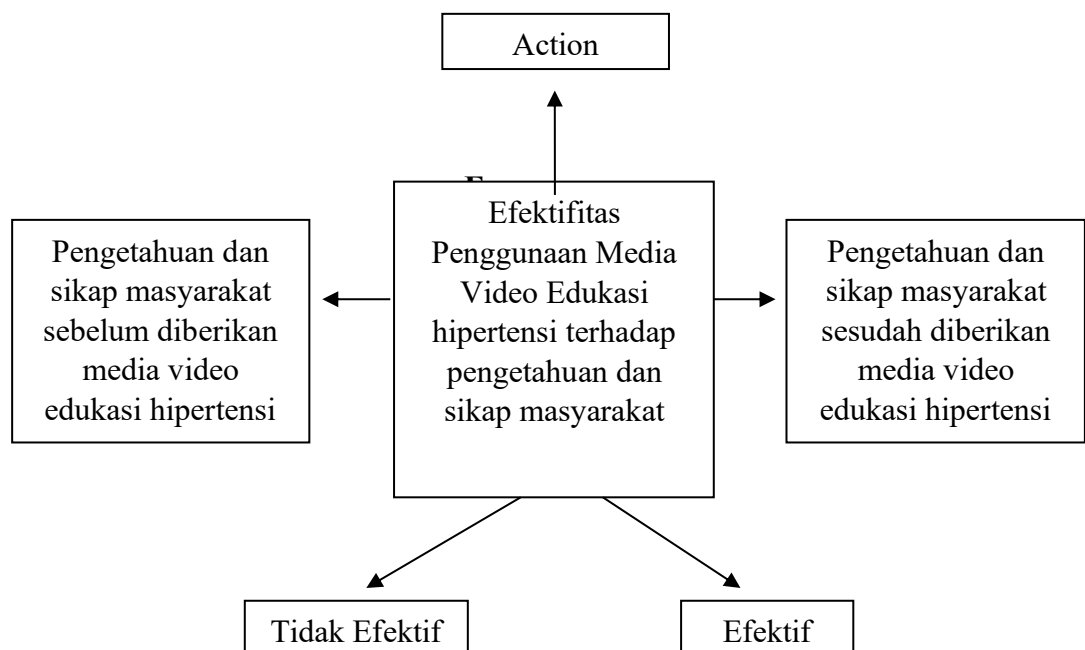 Action
Efektifitas
Penggunaan Media
Video Edukasi
hipertensi terhadap
pengetahuan dan
sikap masyarakat
Pengetahuan dan
sikap masyarakat
sebelum diberikan
media video
edukasi hipertensi
Pengetahuan dan
sikap masyarakat
sesudah diberikan
media video
edukasi hipertensi
Tidak Efektif
Efektif